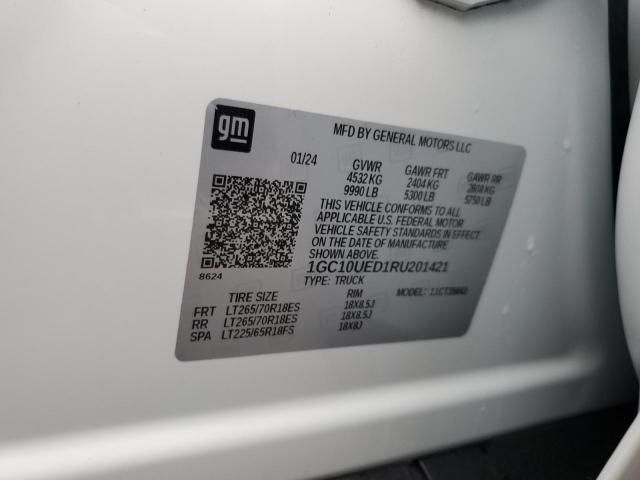 gm
MFD BY GENERAL MOTORS LLC
01/24 GVWR GAWR FRT GAWR RR
4532 KG 2404 KG 2608 KG
9990 LB 5300 LB 5750 LB
THIS VEHICLE CONFORMS TO ALL
APPLICABLE U.S. FEDERAL MOTOR
VEHICLE SAFETY STANDARDS IN
EFFECT ON THE DATE OF
MANUFACTURE SHOWN ABOVE.
8624 1GC10UED1RU201421
TYPE: TRUCK MODEL:
TIRE SIZE RIM
FRT LT265/70R18ES 18X8.5J
RR LT265/70R18ES 18X8.5J
SPA LT225/65R18FS 18X8J